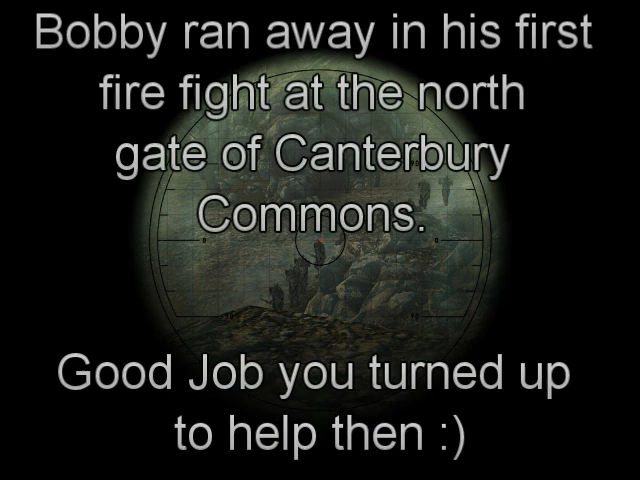 Bobby ran away in his first
fire fight at the north
gate of Canterbury
Commons.
Good Job you turned up
to help then :)